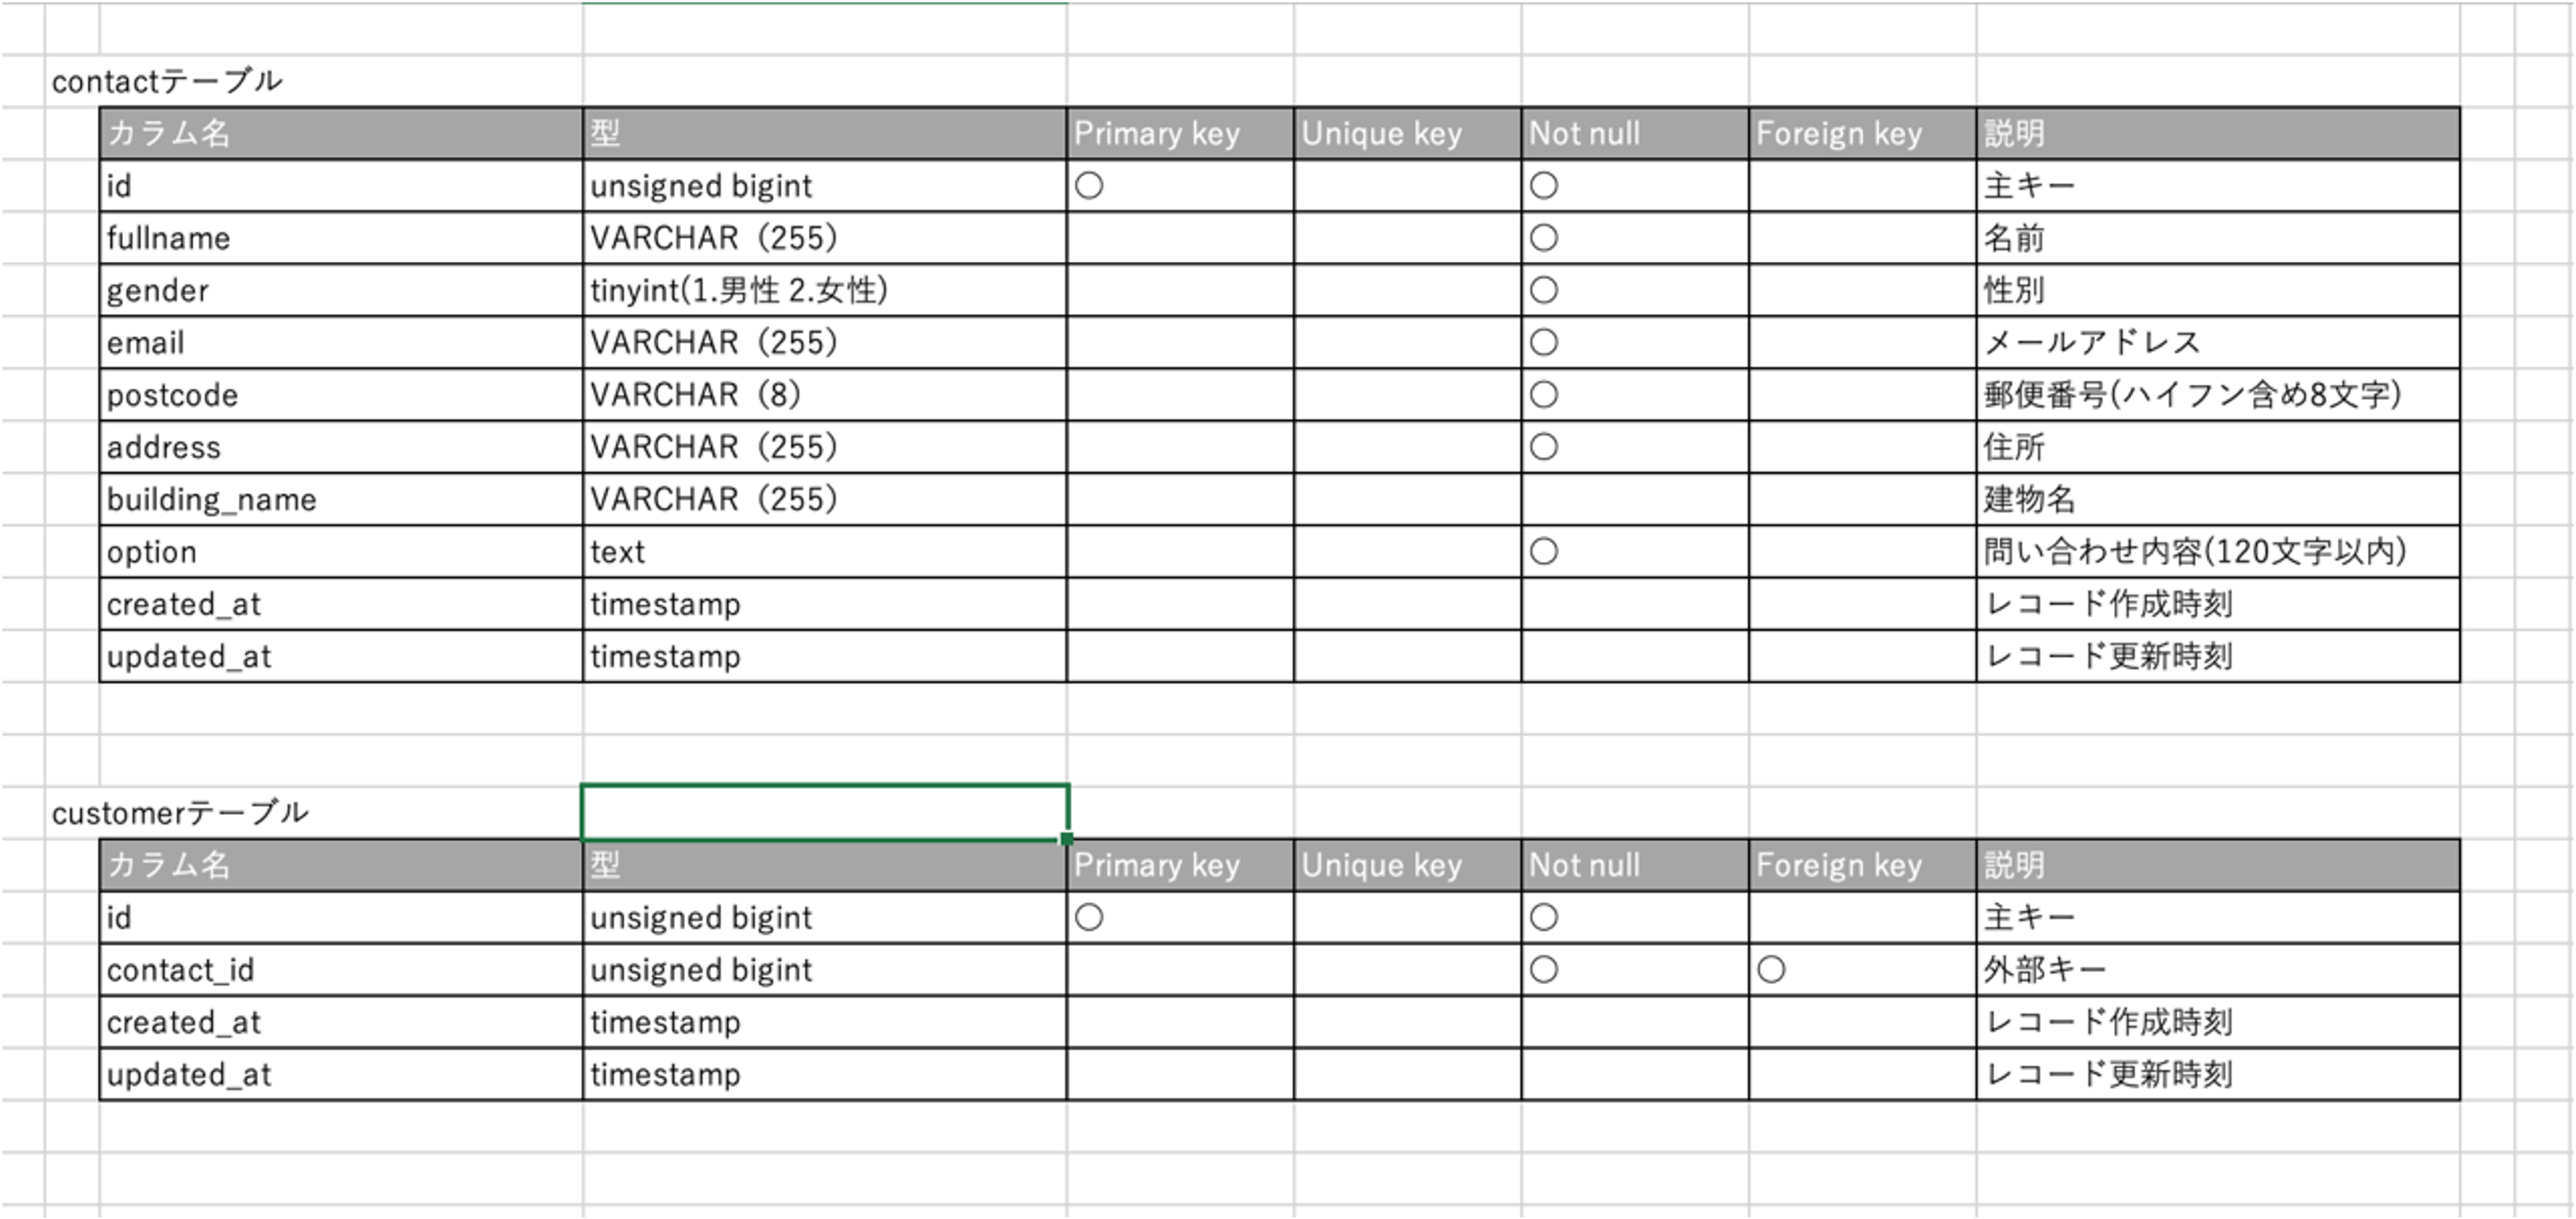 contactテーブル
カラム名 型 Primary key Unique key Not null Foreign key 説明
id unsigned bigint ○ ○ 主キー
fullname VARCHAR（255） ○ 名前
gender tinyint(1.男性 2.女性) ○ 性別
email VARCHAR（255） ○ メールアドレス
postcode VARCHAR（8） ○ 郵便番号(ハイフン含め8文字)
address VARCHAR（255） ○ 住所
building_name VARCHAR（255） 建物名
option text ○ 問い合わせ内容(120文字以内)
created_at timestamp レコード作成時刻
updated_at timestamp レコード更新時刻
customerテーブル
カラム名 型 Primary key Unique key Not null Foreign key 説明
id unsigned bigint ○ ○ 主キー
contact_id unsigned bigint ○ ○ 外部キー
created_at timestamp レコード作成時刻
updated_at timestamp レコード更新時刻